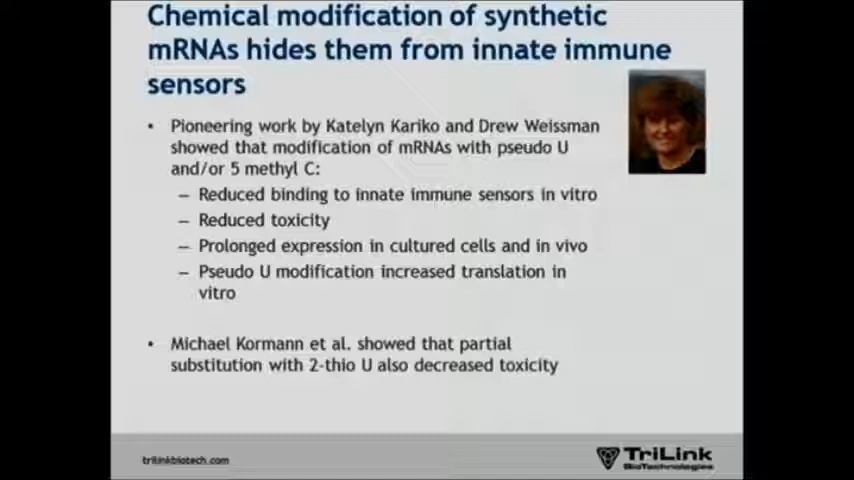 Chemical modification of synthetic
mRNAs hides them from innate immune
sensors
• Pioneering work by Katelyn Kariko and Drew Weissman
showed that modification of mRNAs with pseudo U
and/or 5 methyl C:
– Reduced binding to innate immune sensors in vitro
– Reduced toxicity
– Prolonged expression in cultured cells and in vivo
– Pseudo U modification increased translation in
vitro
• Michael Kormann et al. showed that partial
substitution with 2-thio U also decreased toxicity
trilinkbiotech.com
TriLink
BioTechnologies